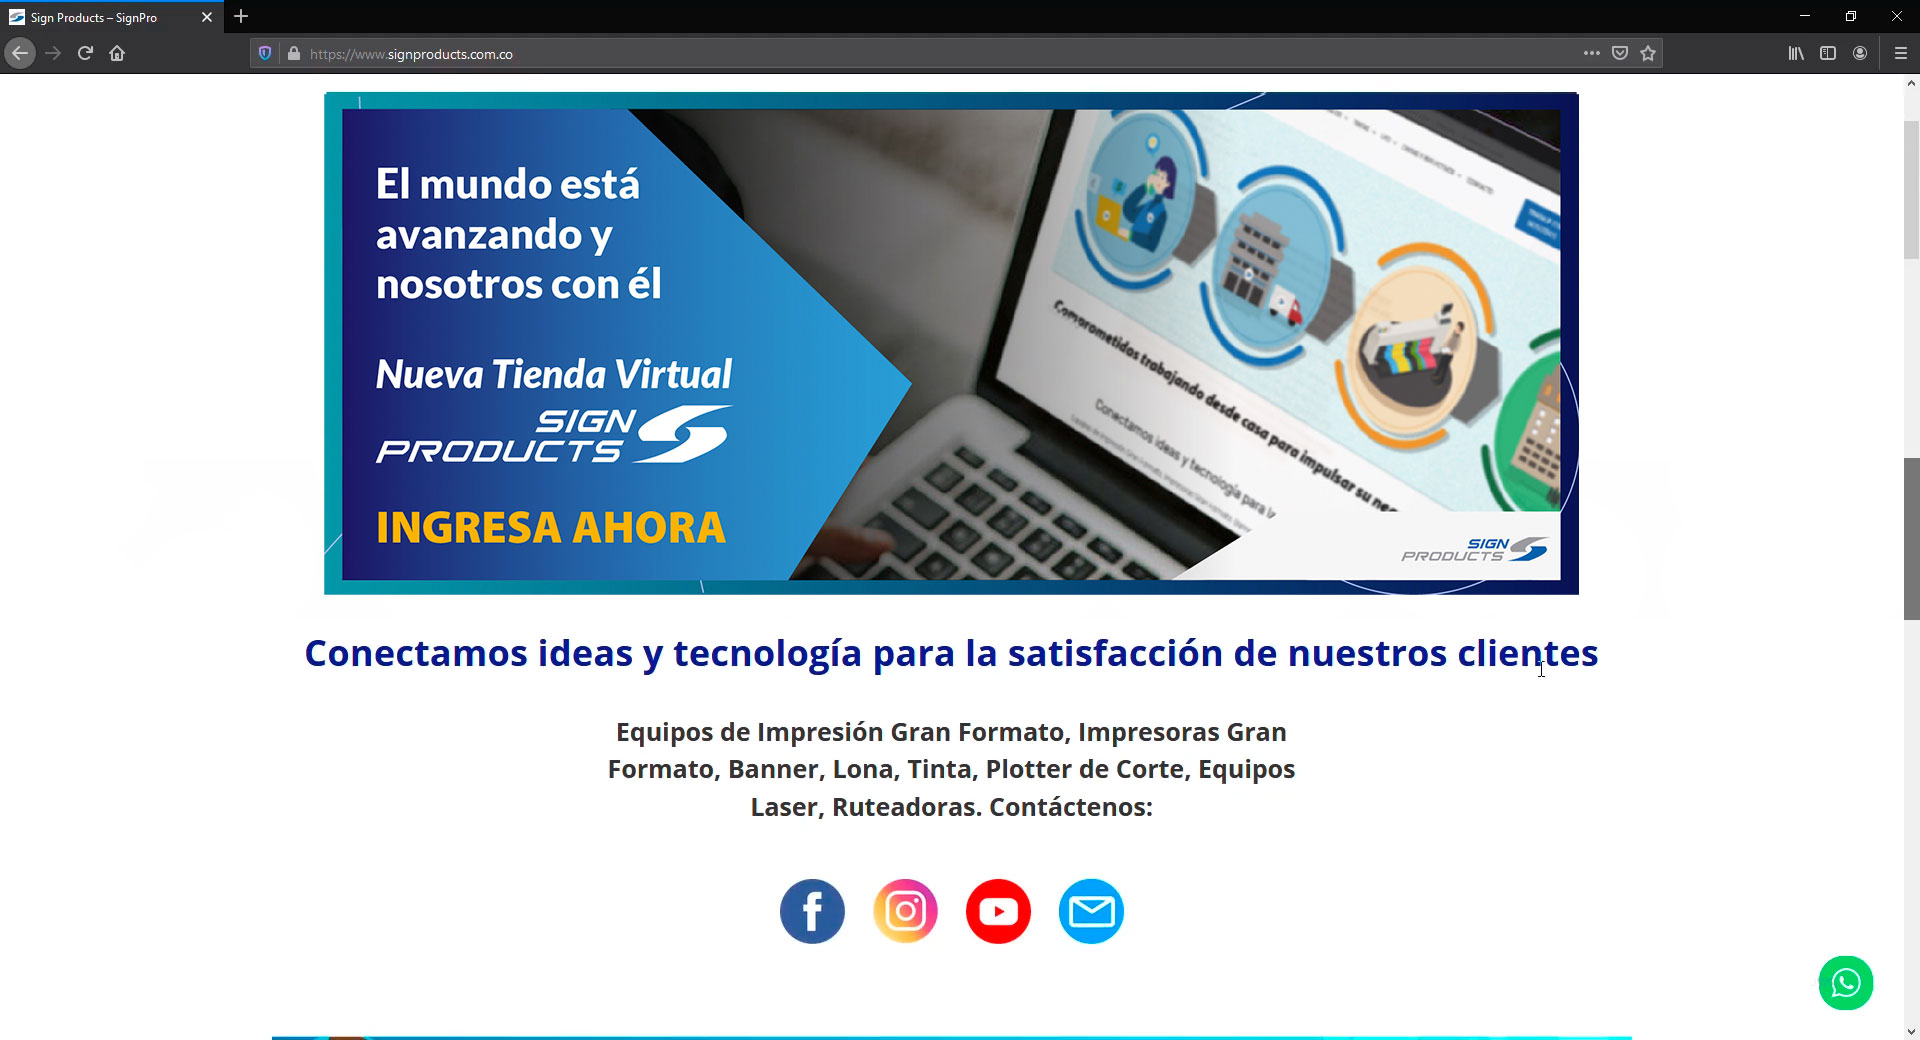 Sign Products – SignPro
https://www.signproducts.com.co
El mundo está
avanzando y
nosotros con él
Nueva Tienda Virtual
SIGN
PRODUCTS
INGRESA AHORA
Comprometidos trabajando desde casa para impulsar su neg
Conectamos ideas y tecnología para la
SIGN
PRODUCTS
Conectamos ideas y tecnología para la satisfacción de nuestros clientes
Equipos de Impresión Gran Formato, Impresoras Gran
Formato, Banner, Lona, Tinta, Plotter de Corte, Equipos
Laser, Ruteadoras. Contáctenos: